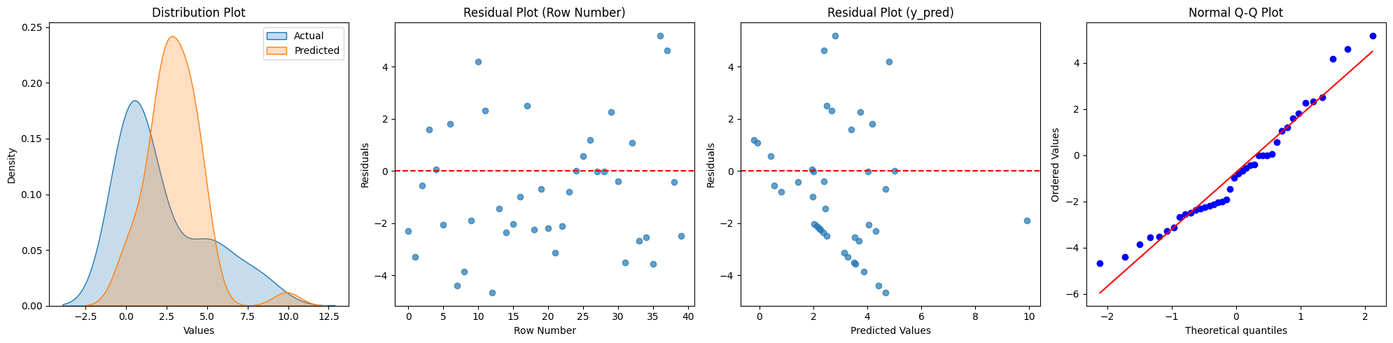 Distribution Plot
Actual
Predicted
Density
0.25
0.20
0.15
0.10
0.05
0.00
−2.5 0.0 2.5 5.0 7.5 10.0 12.5
Values
Residual Plot (Row Number)
Residuals
4
2
0
−2
−4
0 5 10 15 20 25 30 35 40
Row Number
Residual Plot (y_pred)
Residuals
4
2
0
−2
−4
0 2 4 6 8 10
Predicted Values
Normal Q-Q Plot
Ordered Values
4
2
0
−2
−4
−6
−2 −1 0 1 2
Theoretical quantiles